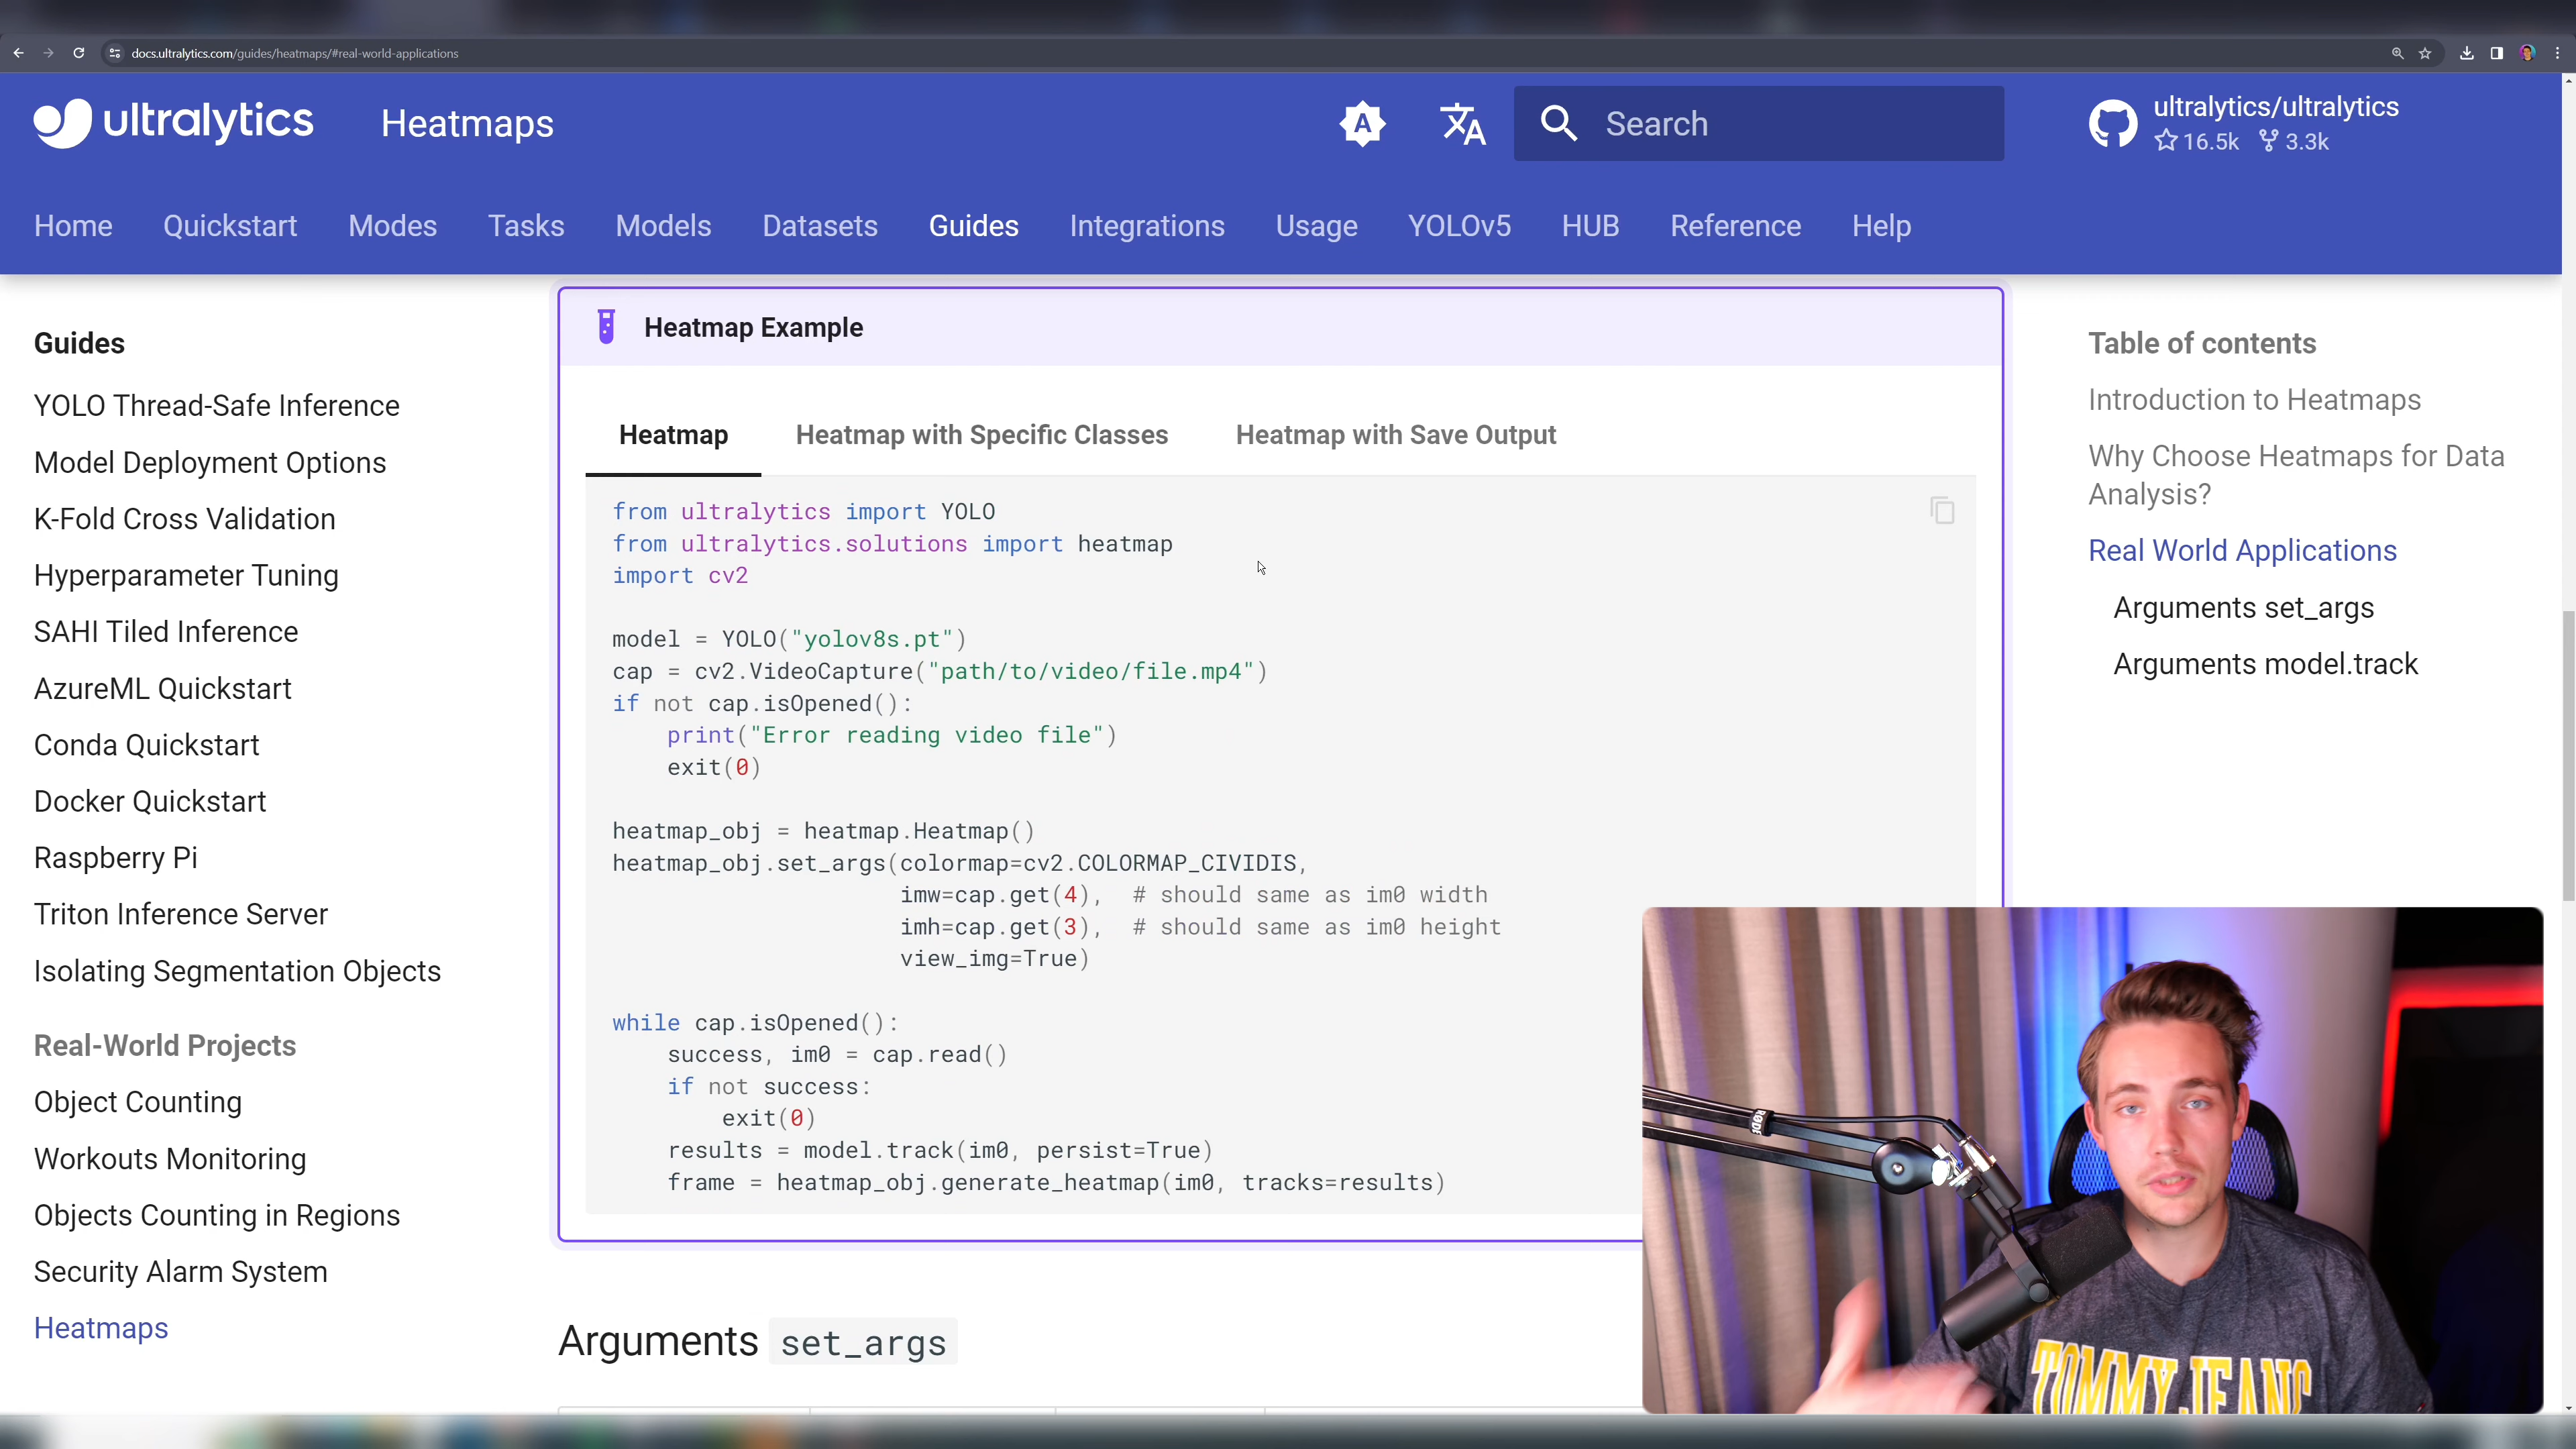 docs.ultralytics.com/guides/heatmaps/#real-world-applications
ultralytics
Heatmaps
A
Search
ultralytics/ultralytics
16.5k 3.3k
Home Quickstart Modes Tasks Models Datasets Guides Integrations Usage YOLOv5 HUB Reference Help
Guides
YOLO Thread-Safe Inference
Model Deployment Options
K-Fold Cross Validation
Hyperparameter Tuning
SAHI Tiled Inference
AzureML Quickstart
Conda Quickstart
Docker Quickstart
Raspberry Pi
Triton Inference Server
Isolating Segmentation Objects
Real-World Projects
Object Counting
Workouts Monitoring
Objects Counting in Regions
Security Alarm System
Heatmaps
Heatmap Example
Heatmap Heatmap with Specific Classes Heatmap with Save Output
from ultralytics import YOLO
from ultralytics.solutions import heatmap
import cv2
model = YOLO("yolov8s.pt")
cap = cv2.VideoCapture("path/to/video/file.mp4")
if not cap.isOpened():
    print("Error reading video file")
    exit(0)
heatmap_obj = heatmap.Heatmap()
heatmap_obj.set_args(colormap=cv2.COLORMAP_CIVIDIS,
                     imw=cap.get(4),  # should same as im0 width
                     imh=cap.get(3),  # should same as im0 height
                     view_img=True)
while cap.isOpened():
    success, im0 = cap.read()
    if not success:
        exit(0)
    results = model.track(im0, persist=True)
    frame = heatmap_obj.generate_heatmap(im0, tracks=results)
Arguments set_args
Table of contents
Introduction to Heatmaps
Why Choose Heatmaps for Data
Analysis?
Real World Applications
Arguments set_args
Arguments model.track
RØDE
TOMMY JEANS